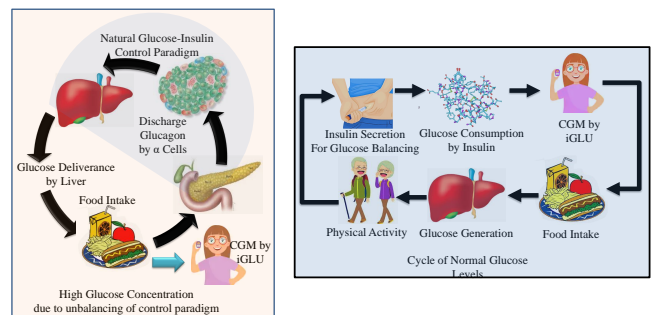 Natural Glucose-Insulin
Control Paradigm
Discharge
Glucagon
by α Cells
Glucose Deliverance
by Liver
Food Intake
CGM by
iGLU
High Glucose Concentration
due to unbalancing of control paradigm
Insulin Secretion
For Glucose Balancing
Glucose Consumption
by Insulin
CGM by
iGLU
Physical Activity
Glucose Generation
Food Intake
Cycle of Normal Glucose
Levels